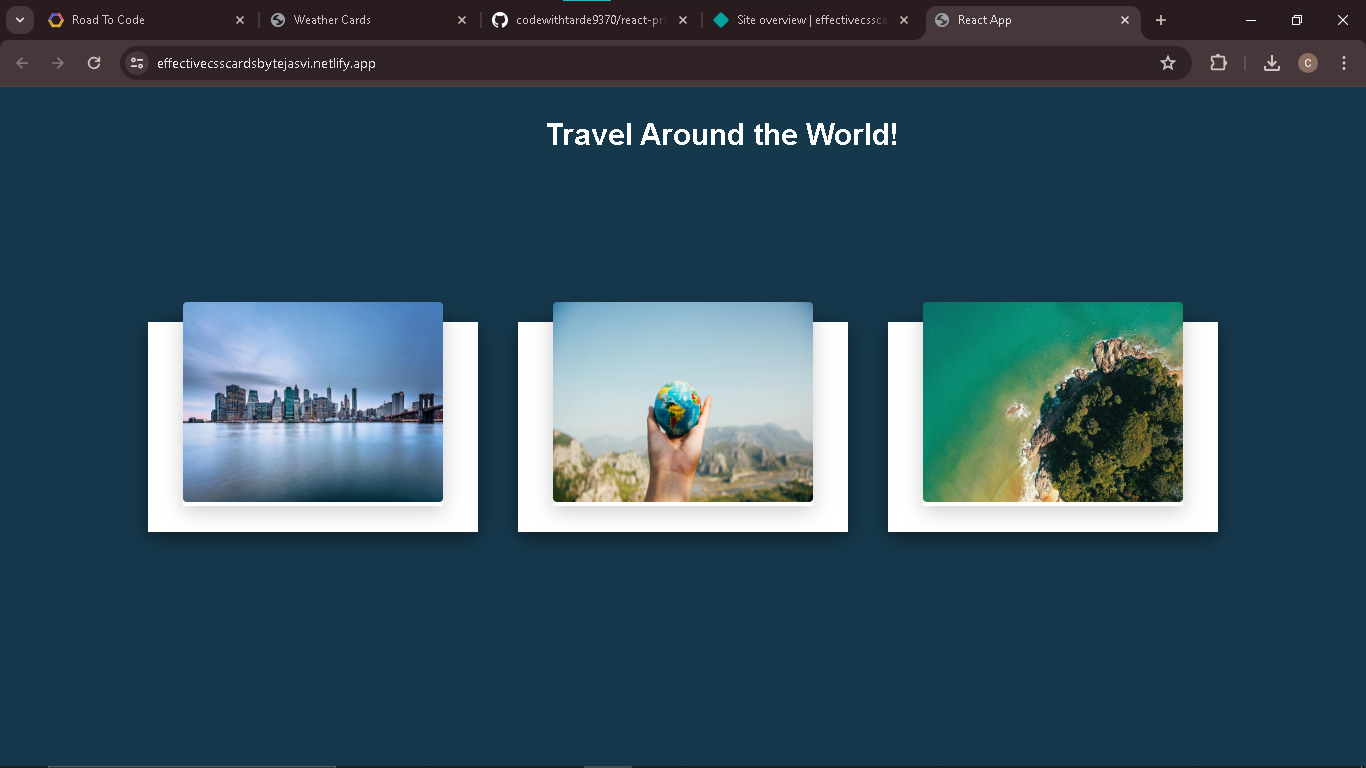 Road To Code
Weather Cards
codewithtarde9370/react-pra
Site overview | effectivecssca
React App
effectivecsscardsbytejasvi.netlify.app
C
Travel Around the World!